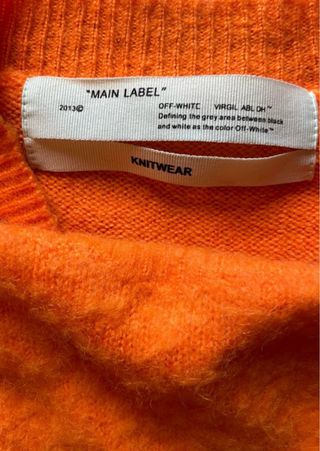 "MAIN LABEL"
2013© OFF-WHITE VIRGIL ABLOH™
Defining the grey area between black
and white as the color Off-White™
KNITWEAR